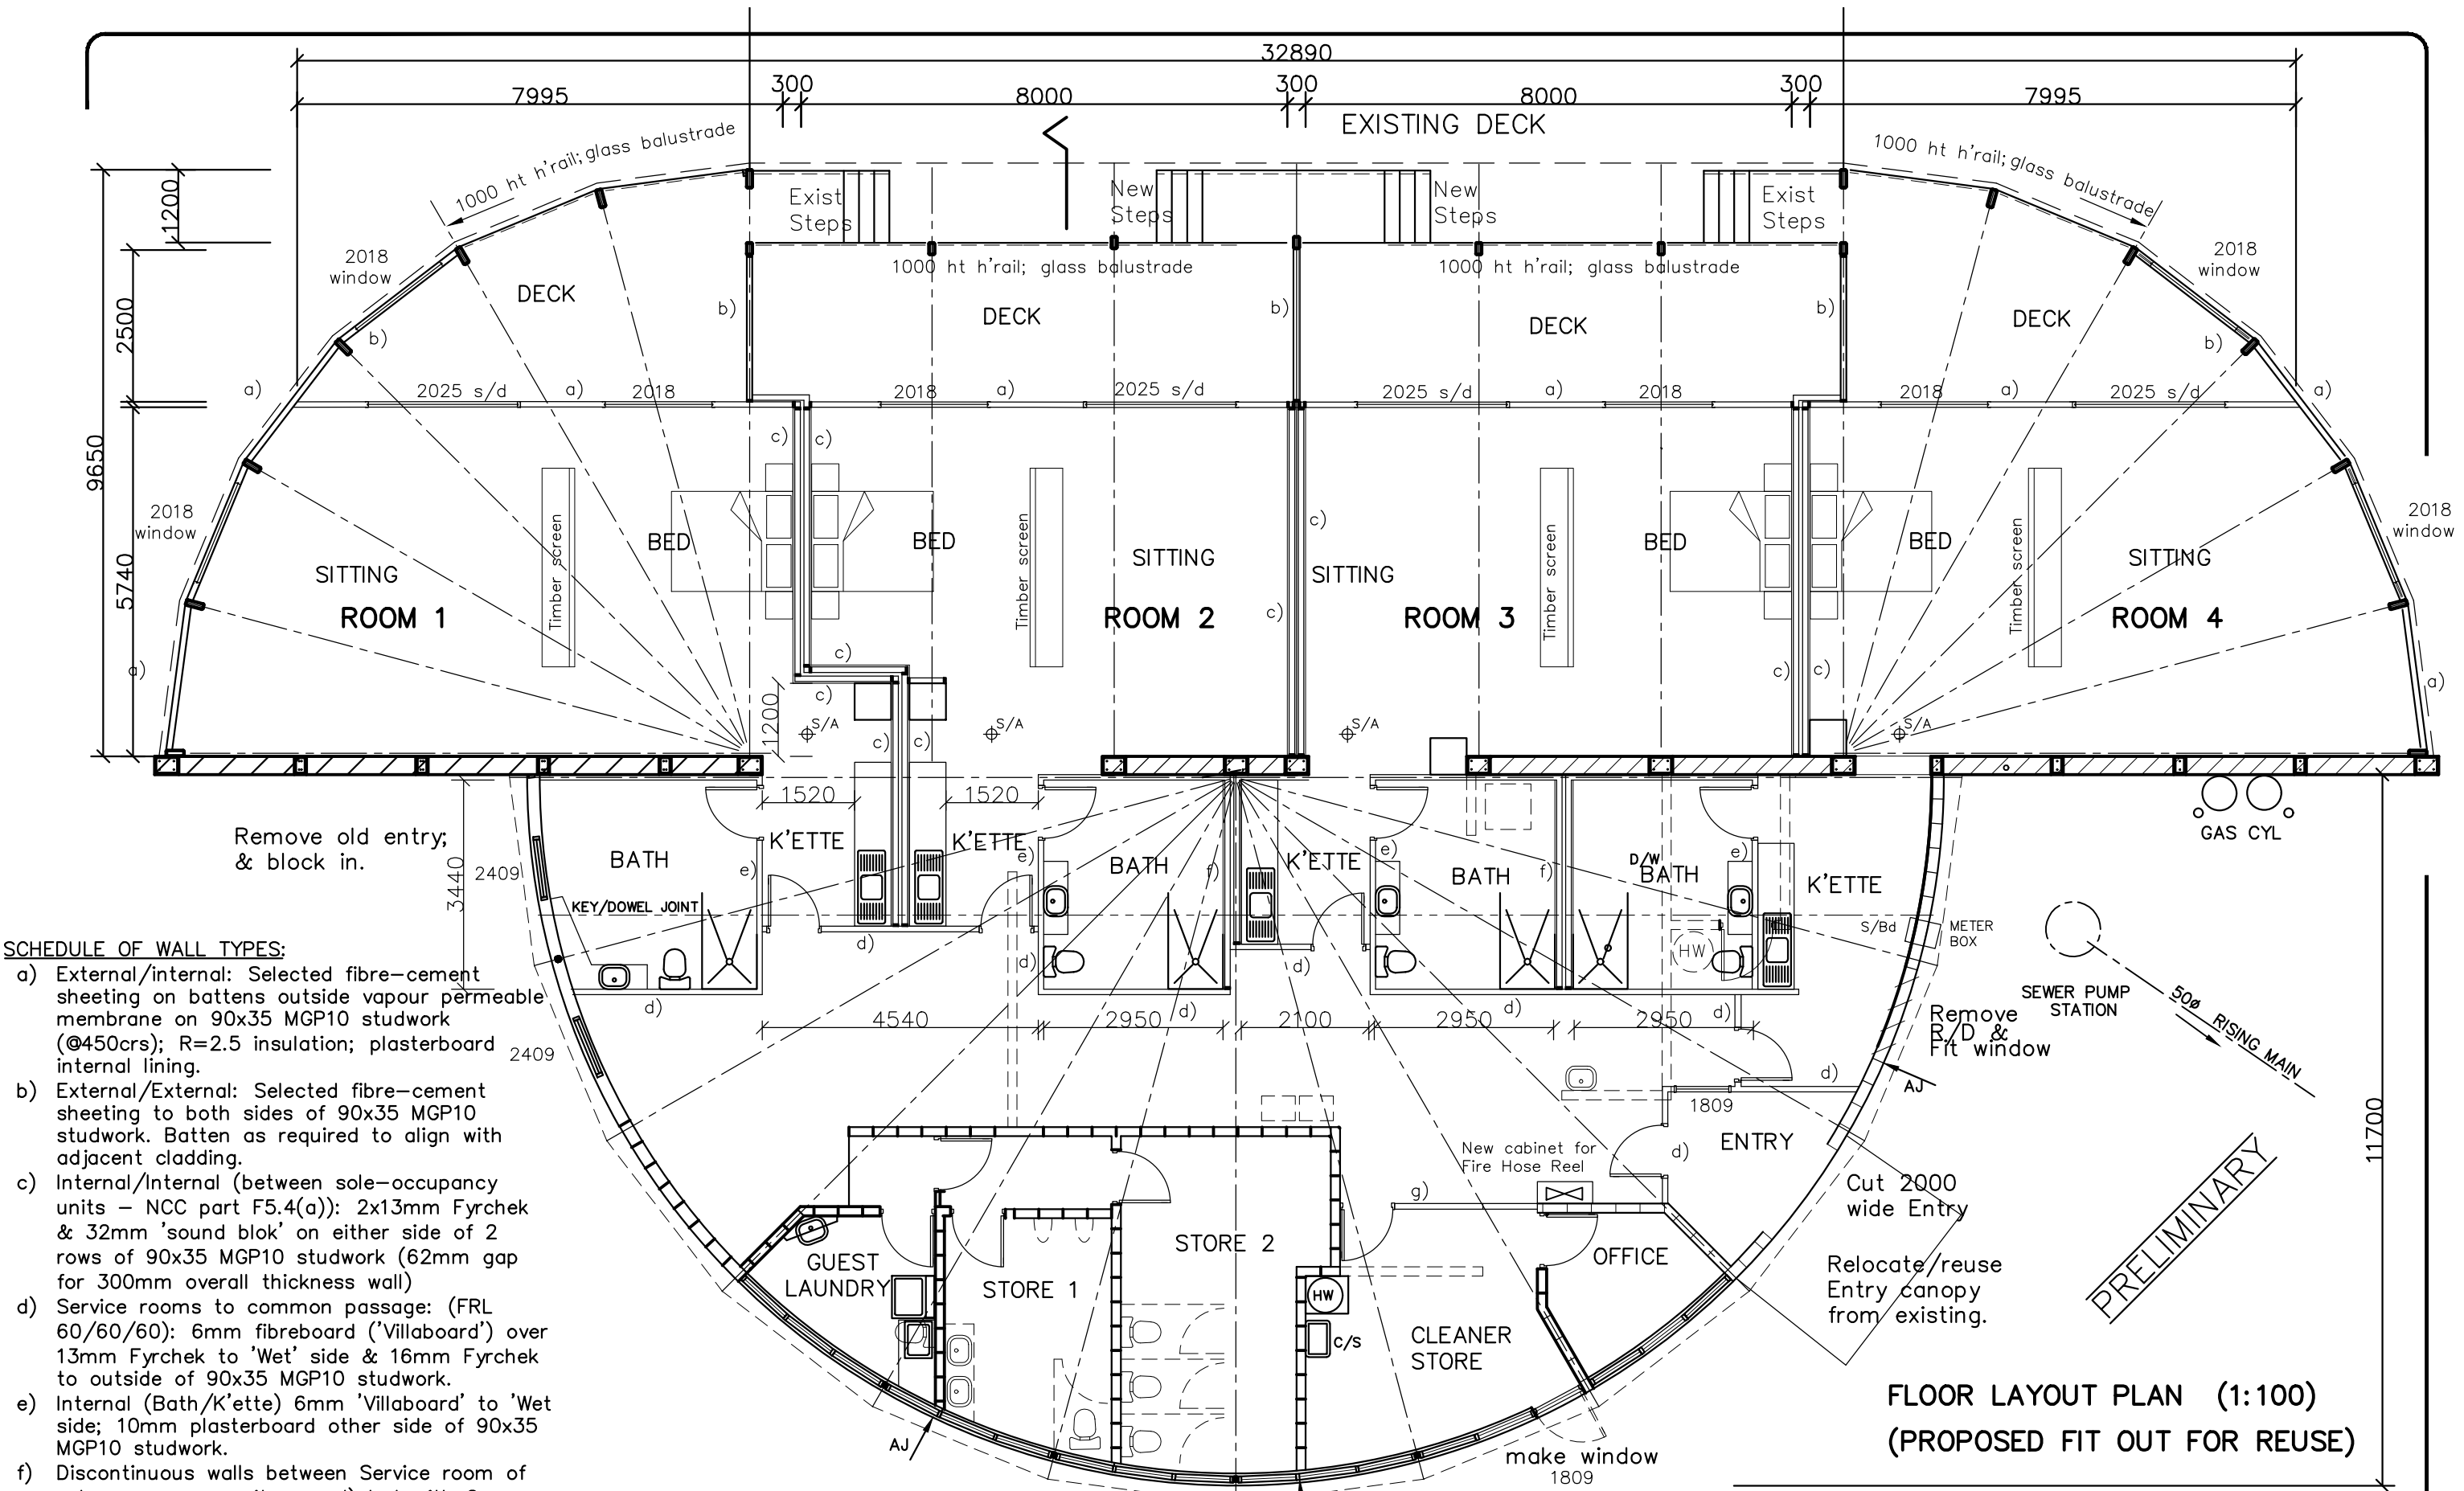 32890
7995
300
8000
300
8000
300
7995
EXISTING DECK
1000 ht h'rail; glass balustrade
1000 ht h'rail; glass balustrade
1200
2500
9650
5740
Exist
Steps
New
Steps
New
Steps
Exist
Steps
2018
window
2018
window
1000 ht h'rail; glass balustrade
1000 ht h'rail; glass balustrade
DECK
DECK
DECK
DECK
b)
b)
b)
b)
b)
a)
2025 s/d
a)
2018
2018
a)
2025 s/d
2025 s/d
a)
2018
2018
a)
2025 s/d
a)
c)
c)
2018
window
2018
window
Timber screen
Timber screen
Timber screen
Timber screen
BED
BED
BED
BED
c)
SITTING
SITTING
SITTING
SITTING
ROOM 1
ROOM 2
ROOM 3
ROOM 4
c)
a)
c)
c)
c)
c)
a)
1200
S/A
S/A
S/A
S/A
c)
c)
1520
1520
Remove old entry;
& block in.
3440
2409
BATH
K'ETTE
K'ETTE
BATH
K'ETTE
BATH
D/W
BATH
K'ETTE
e)
e)
f)
e)
f)
e)
GAS CYL
KEY/DOWEL JOINT
d)
d)
d)
HW
S/Bd
METER
BOX
d)
d)
d)
d)
4540
2950
2100
2950
2950
SEWER PUMP
STATION
50ø RISING MAIN
Remove
R/D &
Fit window
2409
AJ
d)
1809
ENTRY
d)
11700
New cabinet for
Fire Hose Reel
g)
Cut 2000
wide Entry
Relocate/reuse
Entry canopy
from existing.
PRELIMINARY
GUEST
LAUNDRY
STORE 1
STORE 2
OFFICE
HW
C/S
CLEANER
STORE
AJ
make window
1809
FLOOR LAYOUT PLAN (1:100)
(PROPOSED FIT OUT FOR REUSE)
SCHEDULE OF WALL TYPES:
a) External/internal: Selected fibre-cement
sheeting on battens outside vapour permeable
membrane on 90x35 MGP10 studwork
(@450crs); R=2.5 insulation; plasterboard
internal lining.
b) External/External: Selected fibre-cement
sheeting to both sides of 90x35 MGP10
studwork. Batten as required to align with
adjacent cladding.
c) Internal/Internal (between sole-occupancy
units - NCC part F5.4(a)): 2x13mm Fyrchek
& 32mm 'sound blok' on either side of 2
rows of 90x35 MGP10 studwork (62mm gap
for 300mm overall thickness wall)
d) Service rooms to common passage: (FRL
60/60/60): 6mm fibreboard ('Villaboard') over
13mm Fyrchek to 'Wet' side & 16mm Fyrchek
to outside of 90x35 MGP10 studwork.
e) Internal (Bath/K'ette) 6mm 'Villaboard' to 'Wet
side; 10mm plasterboard other side of 90x35
MGP10 studwork.
f) Discontinuous walls between Service room of